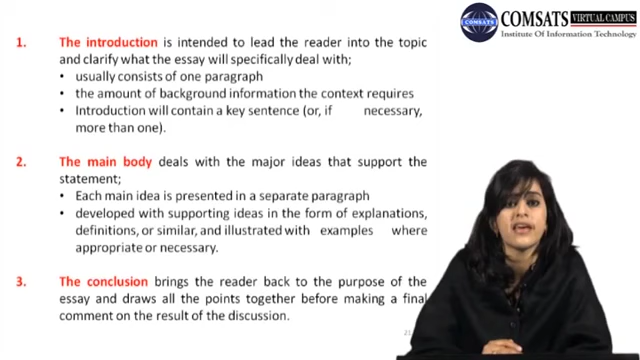 COMSATS VIRTUAL CAMPUS
Institute Of Information Technology
1. The introduction is intended to lead the reader into the topic
and clarify what the essay will specifically deal with;
• usually consists of one paragraph
• the amount of background information the context requires
• Introduction will contain a key sentence (or, if necessary,
more than one).
2. The main body deals with the major ideas that support the
statement;
• Each main idea is presented in a separate paragraph
• developed with supporting ideas in the form of explanations,
definitions, or similar, and illustrated with examples where
appropriate or necessary.
3. The conclusion brings the reader back to the purpose of the
essay and draws all the points together before making a final
comment on the result of the discussion.